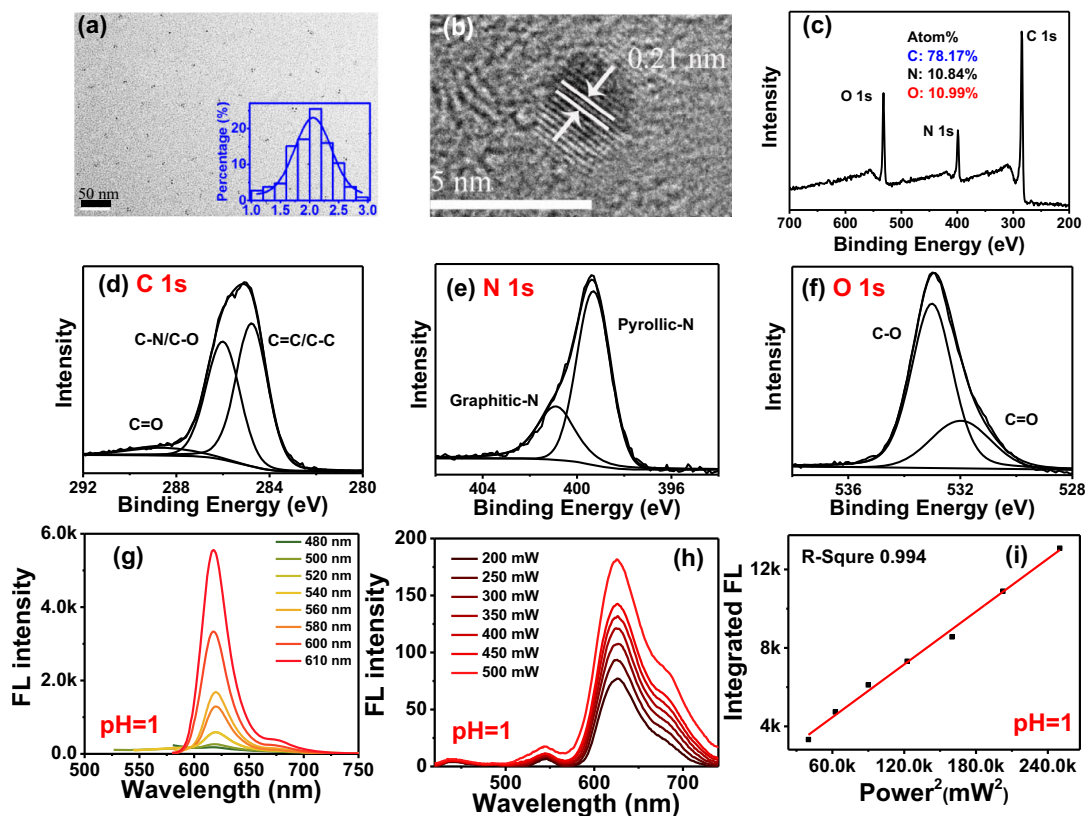 (a)
50 nm
Percentage (%)
20
10
0
1.0 1.5 2.0 2.5 3.0
(b)
0.21 nm
5 nm
(c)
Atom%
C: 78.17%
N: 10.84%
O: 10.99%
C 1s
O 1s
N 1s
Intensity
700 600 500 400 300 200
Binding Energy (eV)
(d) C 1s
C-N/C-O
C=C/C-C
C=O
Intensity
292 288 284 280
Binding Energy (eV)
(e) N 1s
Pyrollic-N
Graphitic-N
Intensity
404 400 396
Binding Energy (eV)
(f) O 1s
C-O
C=O
Intensity
536 532 528
Binding Energy (eV)
(g)
6.0k
4.0k
2.0k
0.0
FL intensity
480 nm
500 nm
520 nm
540 nm
560 nm
580 nm
600 nm
610 nm
pH=1
500 550 600 650 700 750
Wavelength (nm)
(h)
200
150
100
50
0
FL intensity
200 mW
250 mW
300 mW
350 mW
400 mW
450 mW
500 mW
pH=1
500 600 700
Wavelength (nm)
(i)
R-Squre 0.994
12k
8k
4k
Integrated FL
pH=1
60.0k 120.0k 180.0k 240.0k
Power²(mW²)